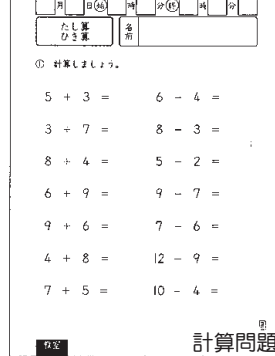 月 日(始) 時 分(終) 時 分
たし算
ひき算
名前
① 計算しましょう。
5 + 3 = 6 - 4 =
3 + 7 = 8 - 3 =
8 + 4 = 5 - 2 =
6 + 9 = 9 - 7 =
9 + 6 = 7 - 6 =
4 + 8 = 12 - 9 =
7 + 5 = 10 - 4 =
計算問題